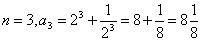 n = 3, a₃ = 2³ + 1/2³ = 8 + 1/8 = 8 1/8